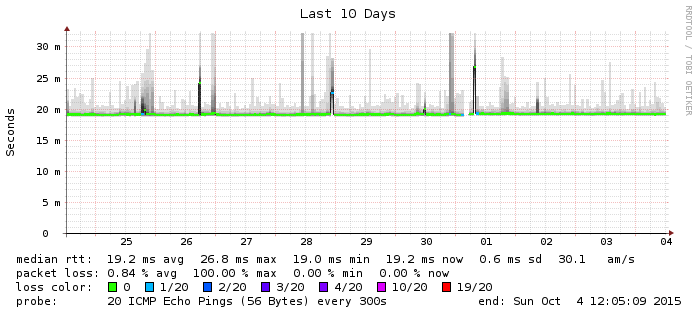 Last 10 Days
RRDTOOL / TOBI OETIKER
Seconds
30 m
25 m
20 m
15 m
10 m
5 m
0
25 26 27 28 29 30 01 02 03 04
median rtt: 19.2 ms avg 26.8 ms max 19.0 ms min 19.2 ms now 0.6 ms sd 30.1 am/s
packet loss: 0.84 % avg 100.00 % max 0.00 % min 0.00 % now
loss color: 0 1/20 2/20 3/20 4/20 10/20 19/20
probe: 20 ICMP Echo Pings (56 Bytes) every 300s end: Sun Oct 4 12:05:09 2015